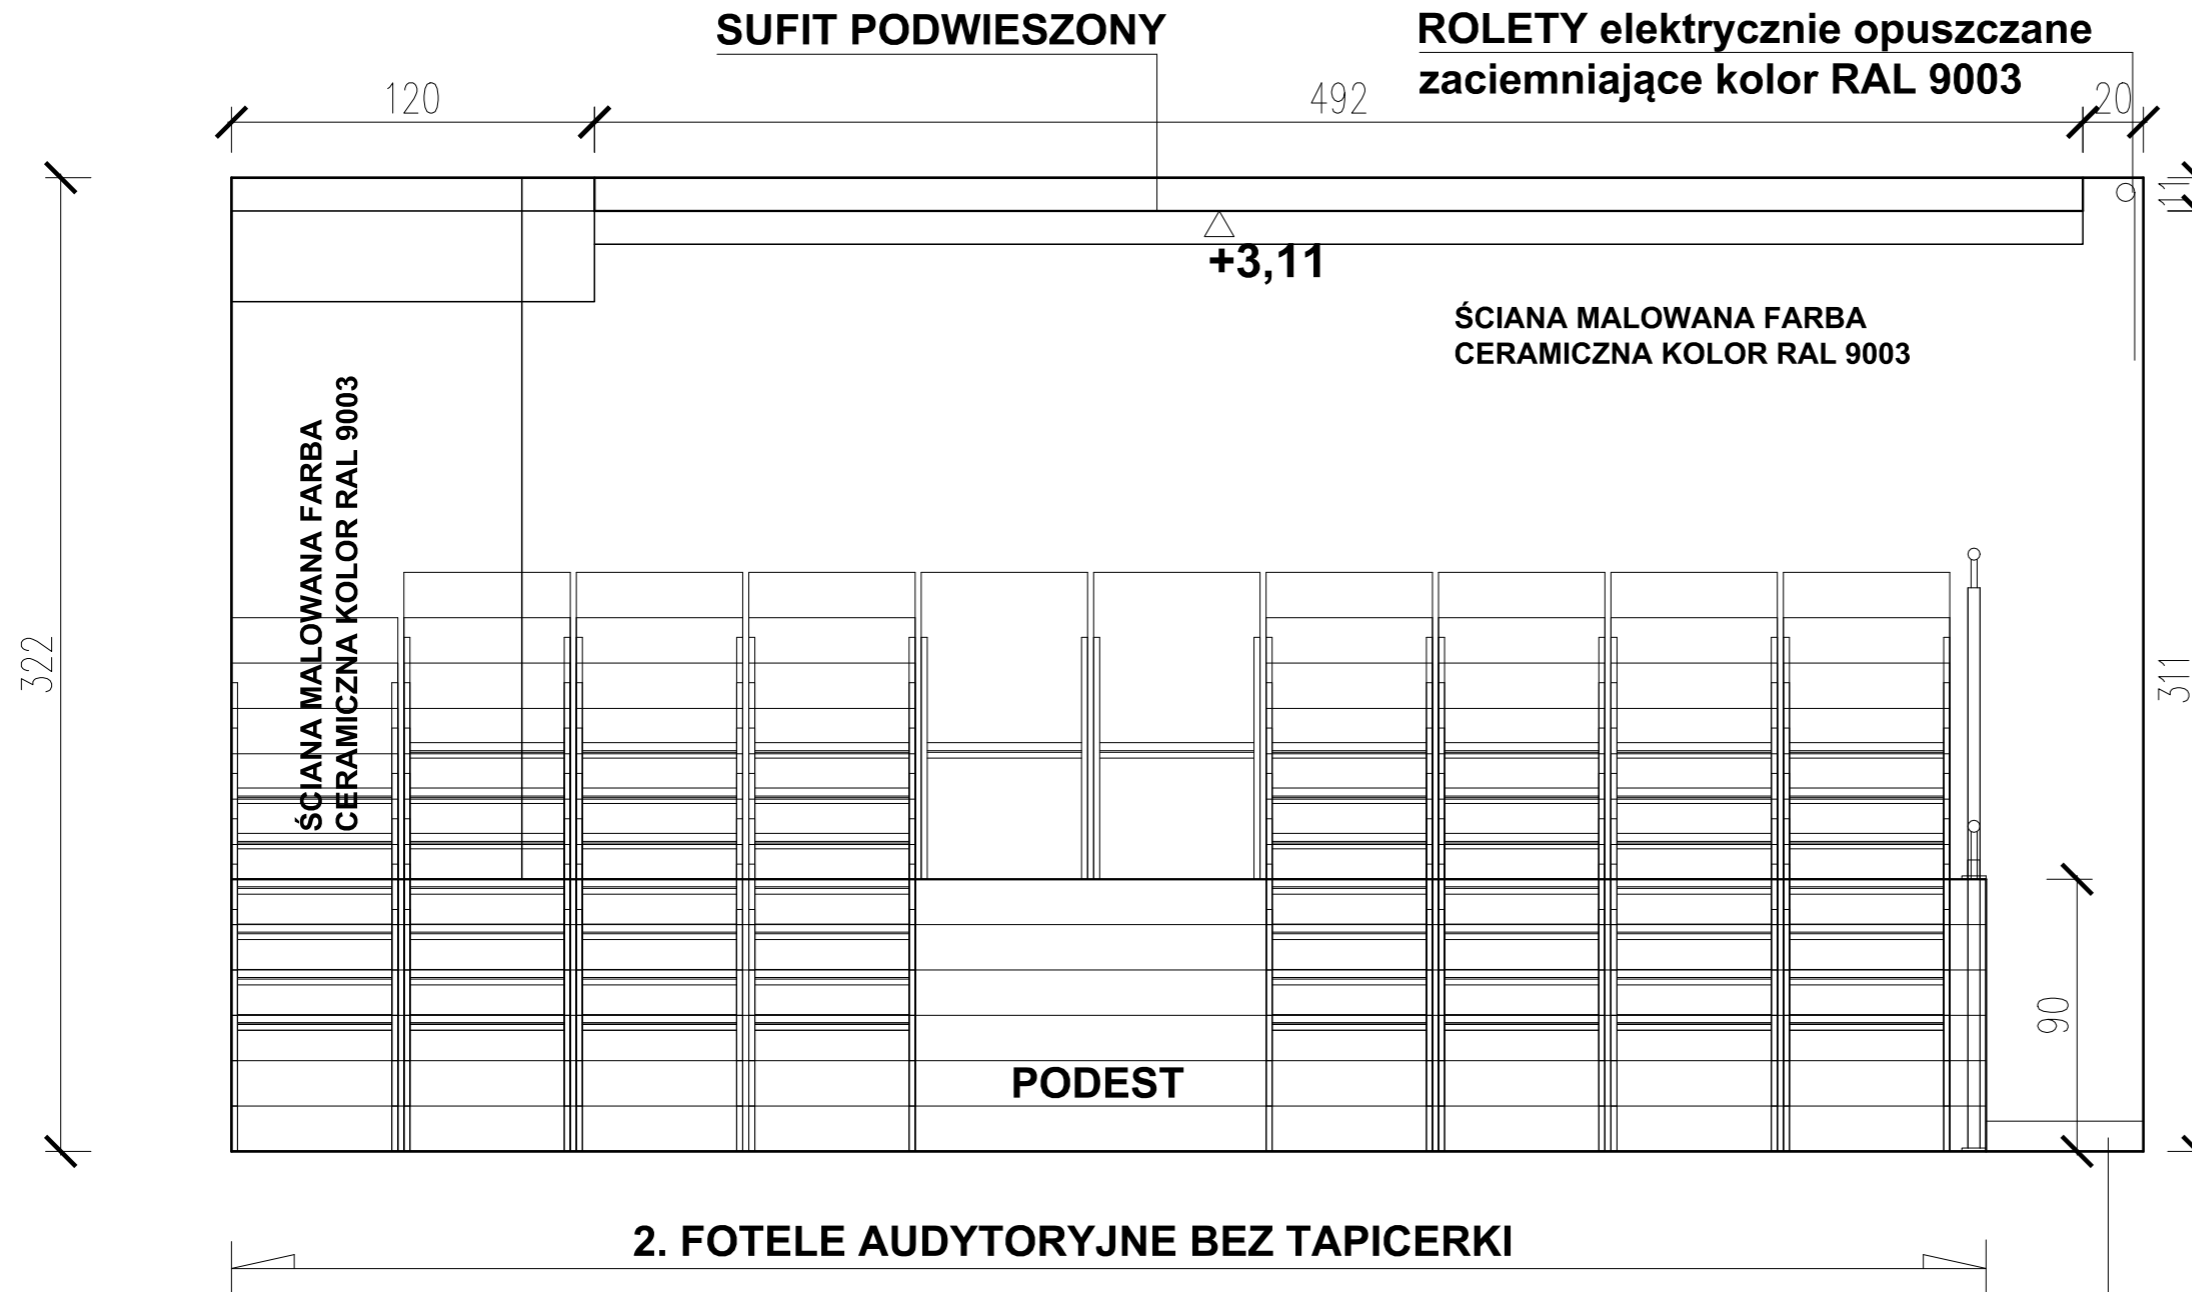 SUFIT PODWIESZONY
ROLETY elektrycznie opuszczane
zaciemniające kolor RAL 9003
120
492
20
11
+3,11
ŚCIANA MALOWANA FARBA
CERAMICZNA KOLOR RAL 9003
ŚCIANA MALOWANA FARBA
CERAMICZNA KOLOR RAL 9003
322
311
90
PODEST
2. FOTELE AUDYTORYJNE BEZ TAPICERKI